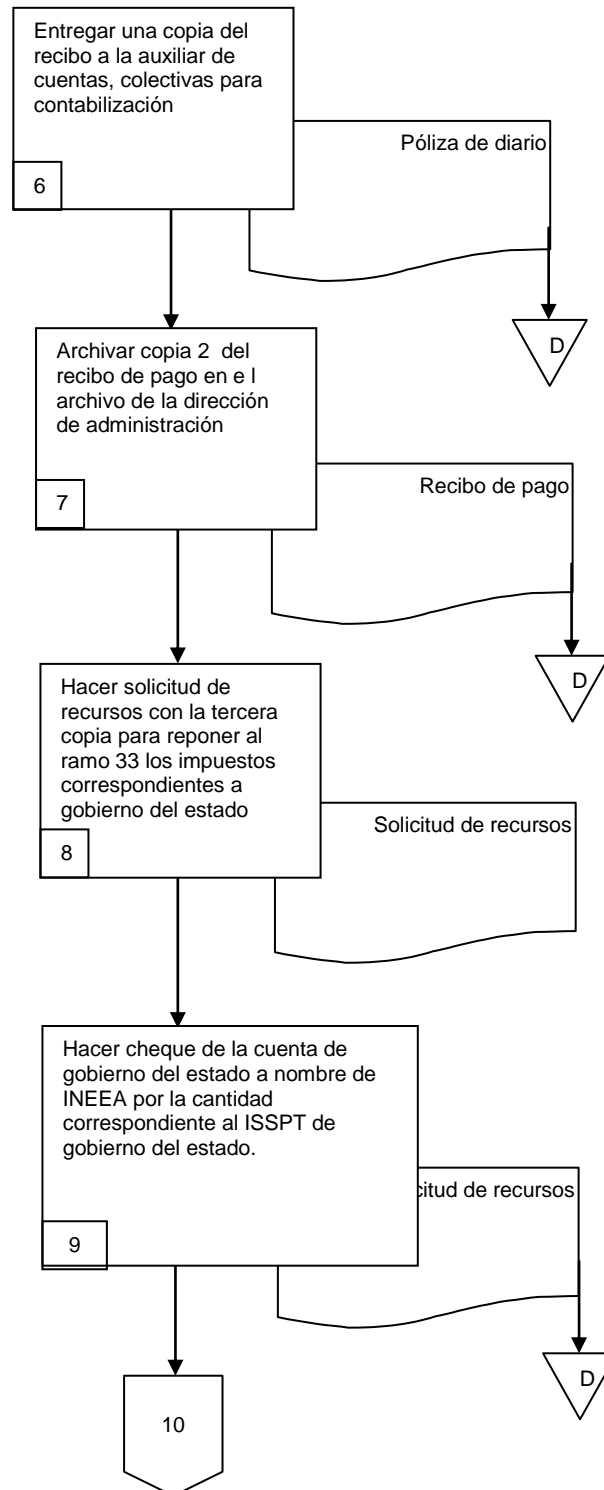 Entregar una copia del
recibo a la auxiliar de
cuentas, colectivas para
contabilización
6
Póliza de diario
D
Archivar copia 2 del
recibo de pago en e l
archivo de la dirección
de administración
7
Recibo de pago
D
Hacer solicitud de
recursos con la tercera
copia para reponer al
ramo 33 los impuestos
correspondientes a
gobierno del estado
8
Solicitud de recursos
Hacer cheque de la cuenta de
gobierno del estado a nombre de
INEEA por la cantidad
correspondiente al ISSPT de
gobierno del estado.
9
de recursos
D
10